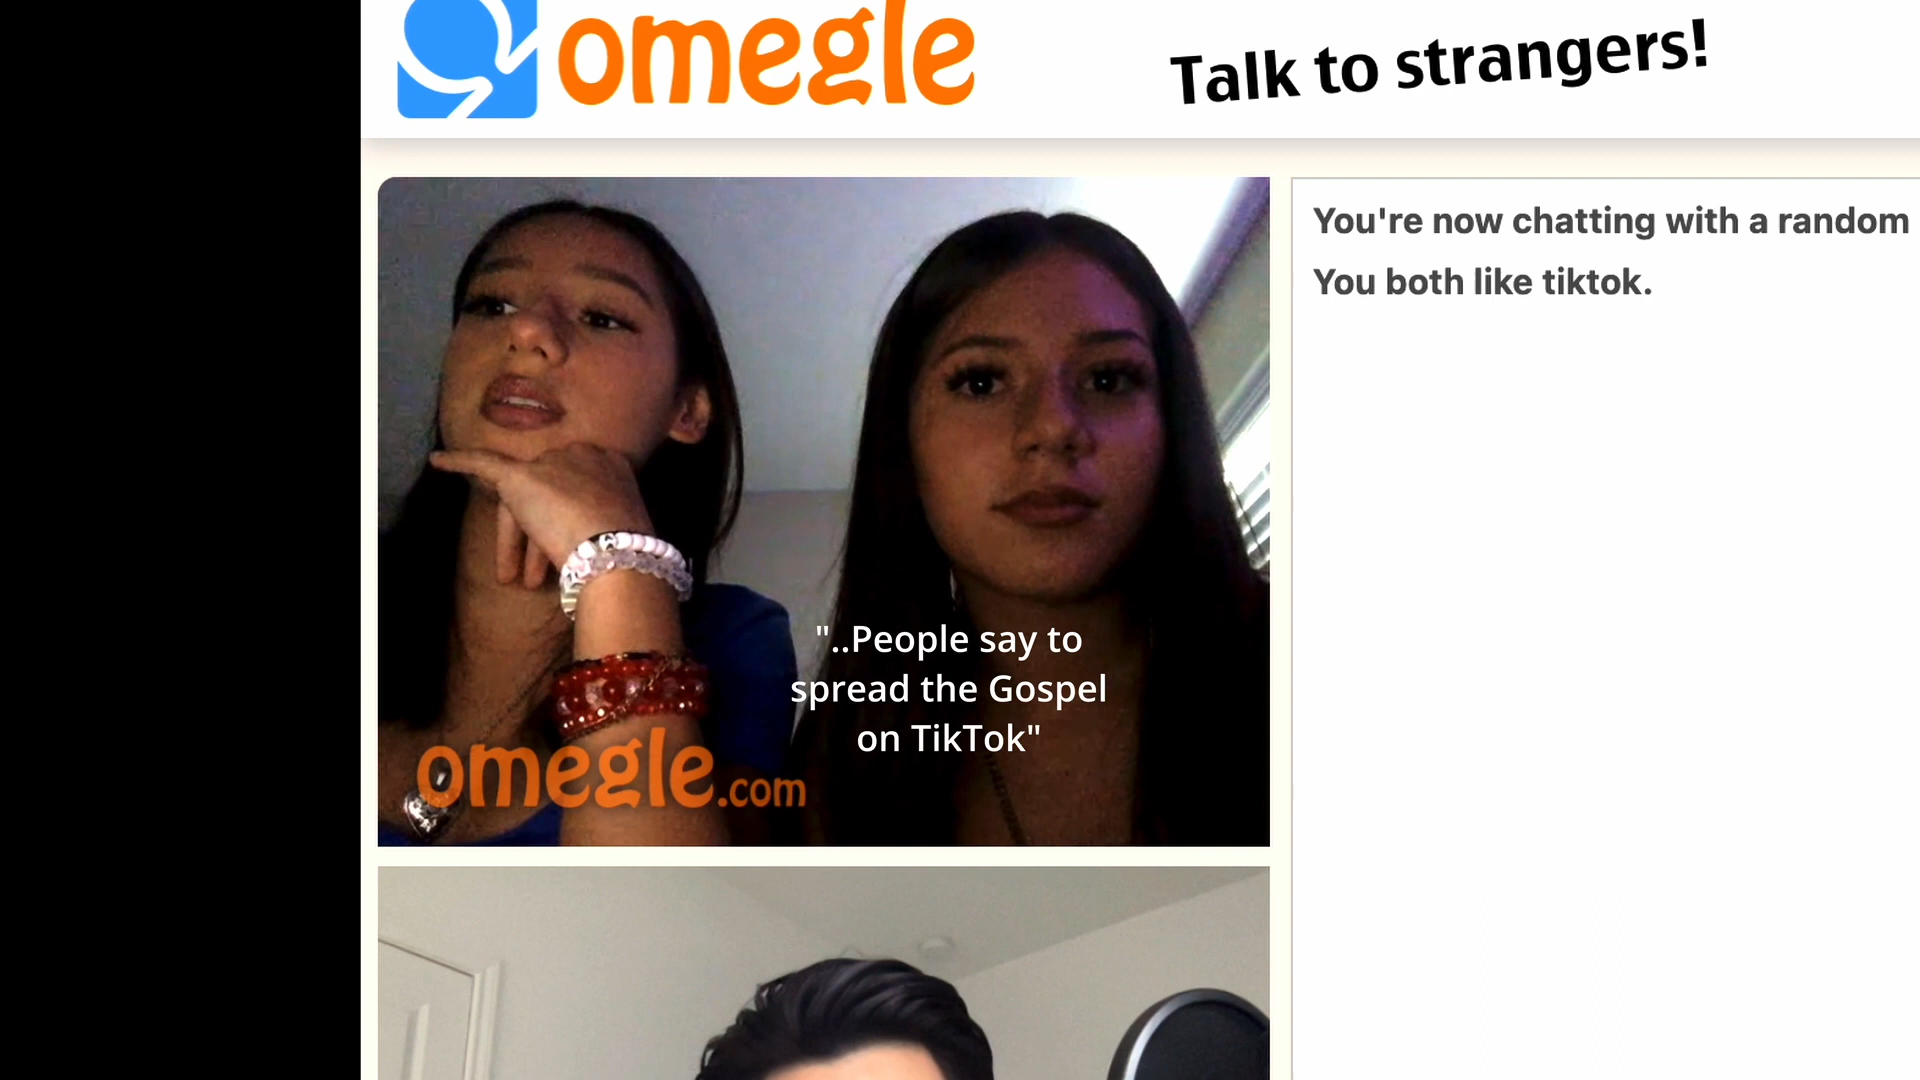 omegle
Talk to strangers!
You're now chatting with a random
You both like tiktok.
"..People say to
spread the Gospel
on TikTok"
omegle.com